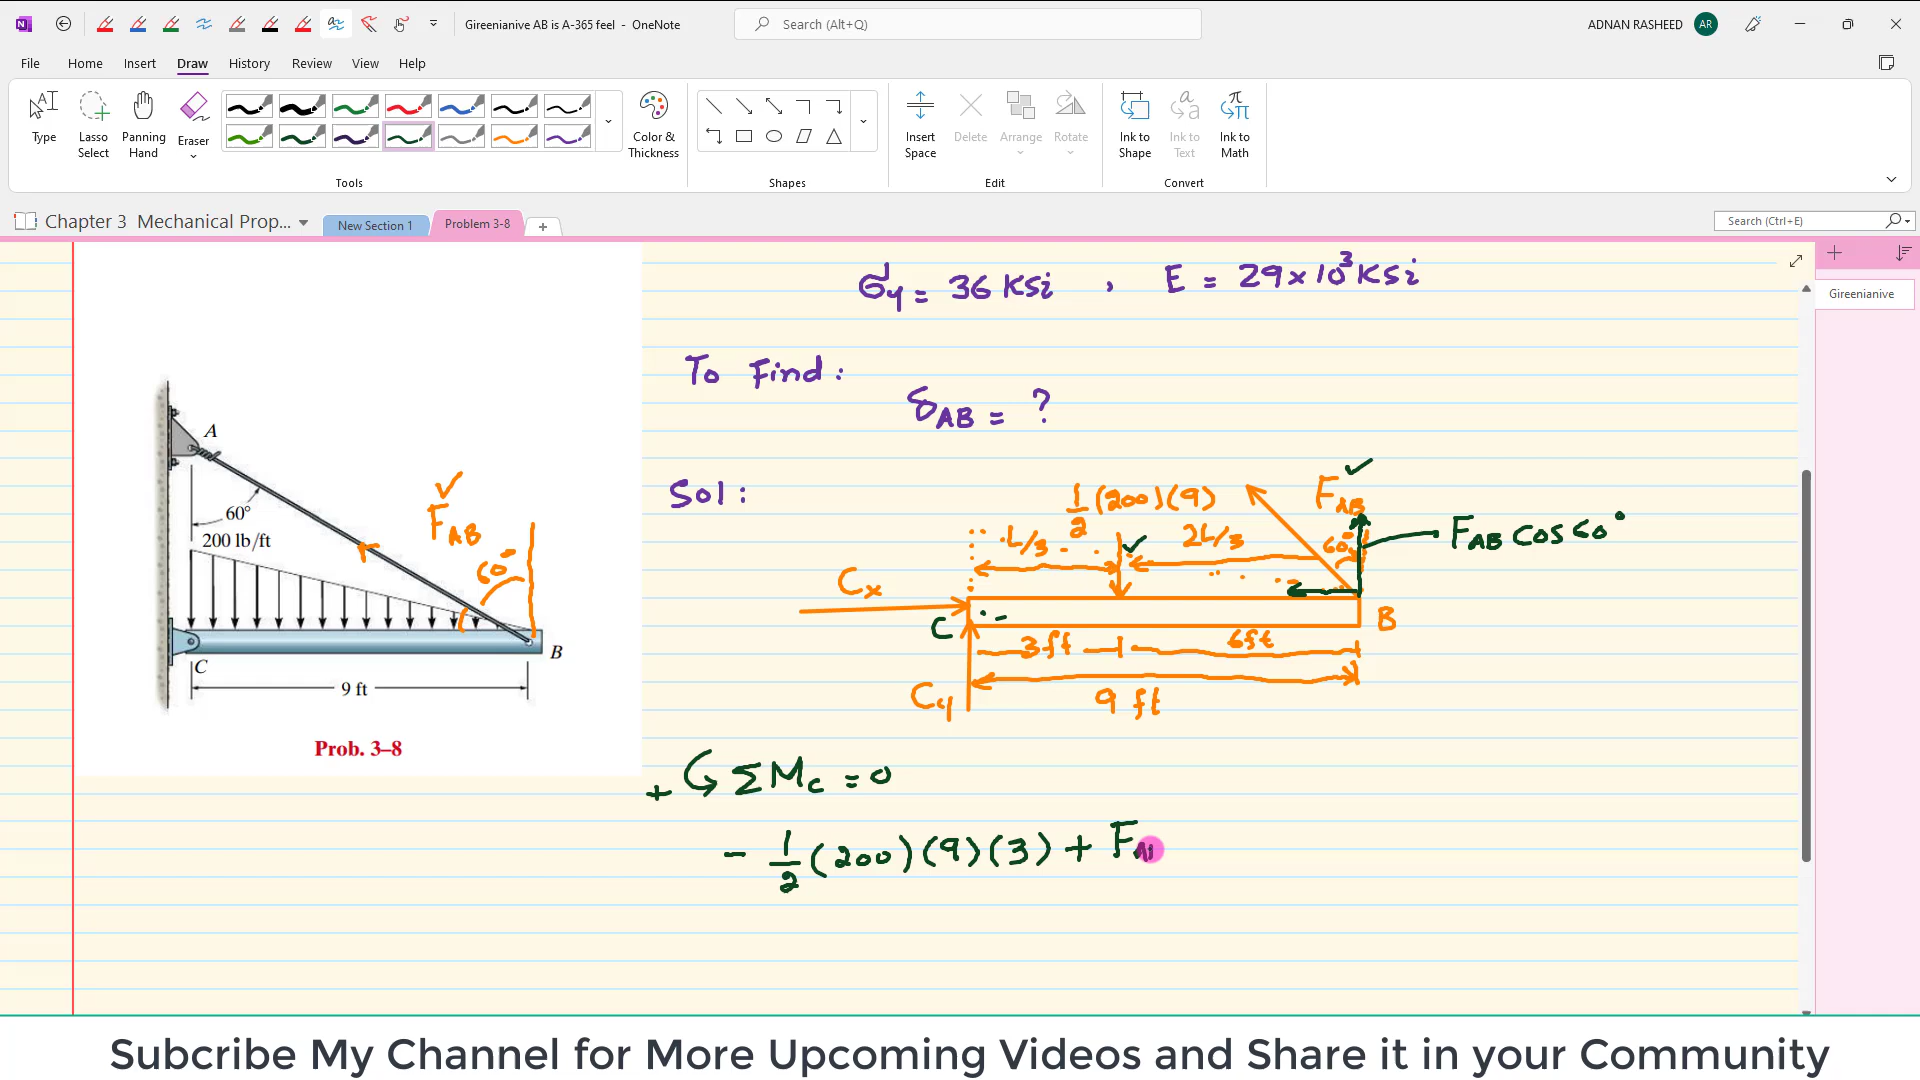 Gireenianive AB is A-365 feel - OneNote
Search (Alt+Q)
ADNAN RASHEED AR
File Home Insert Draw History Review View Help
Type
Lasso Select
Panning Hand
Eraser
Color & Thickness
Insert Space
Delete
Arrange
Rotate
Ink to Shape
Ink to Text
Ink to Math
Tools
Shapes
Edit
Convert
Chapter 3 Mechanical Prop...
New Section 1
Problem 3-8
Search (Ctrl+E)
Gireenianive
σy = 36 Ksi , E = 29×10³ Ksi
To Find:
δAB = ?
Sol:
A
60°
200 lb/ft
FAB
60°
C
B
9 ft
Prob. 3–8
1/2 (200)(9)
FAB
L/3
2L/3
60°
FAB COS 60°
Cx
C
B
3 ft
6ft
Cy
9 ft
+ ΣMC = 0
- 1/2 (200)(9)(3) + F
Subcribe My Channel for More Upcoming Videos and Share it in your Community